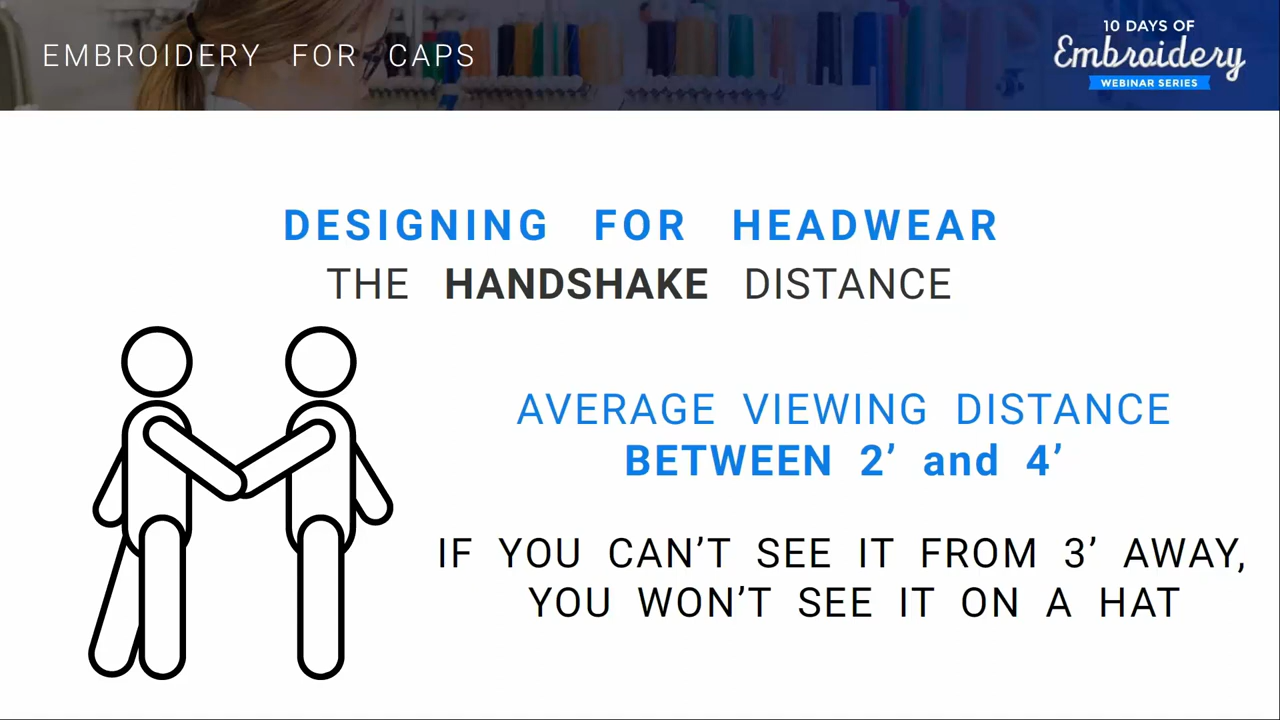 EMBROIDERY FOR CAPS
10 DAYS OF
Embroidery
WEBINAR SERIES
DESIGNING FOR HEADWEAR
THE HANDSHAKE DISTANCE
AVERAGE VIEWING DISTANCE
BETWEEN 2’ and 4’
IF YOU CAN’T SEE IT FROM 3’ AWAY,
YOU WON’T SEE IT ON A HAT